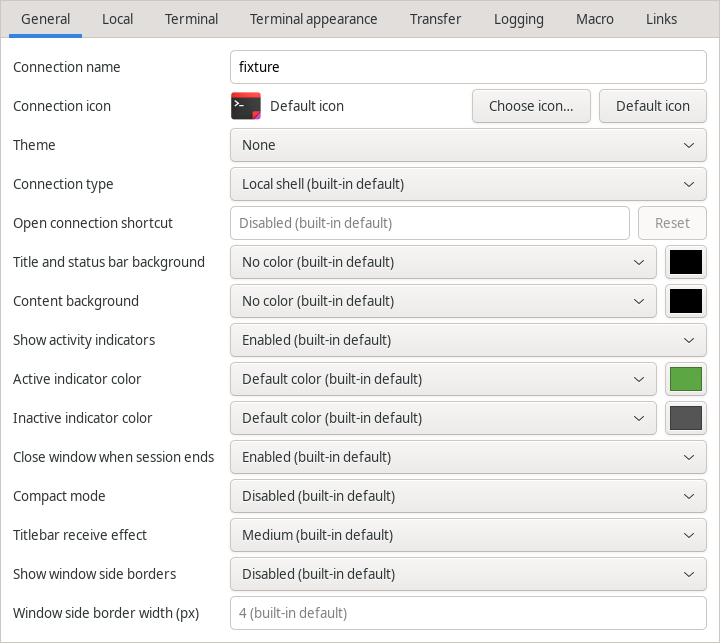 General Local Terminal Terminal appearance Transfer Logging Macro Links
Connection name fixture
Connection icon >_ Default icon Choose icon... Default icon
Theme None
Connection type Local shell (built-in default)
Open connection shortcut Disabled (built-in default) Reset
Title and status bar background No color (built-in default)
Content background No color (built-in default)
Show activity indicators Enabled (built-in default)
Active indicator color Default color (built-in default)
Inactive indicator color Default color (built-in default)
Close window when session ends Enabled (built-in default)
Compact mode Disabled (built-in default)
Titlebar receive effect Medium (built-in default)
Show window side borders Disabled (built-in default)
Window side border width (px) 4 (built-in default)